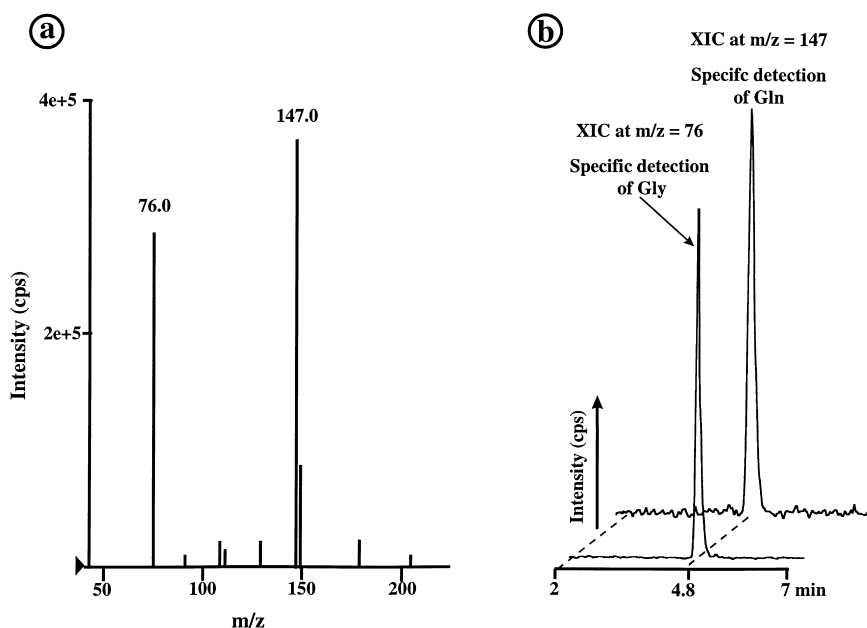 a
4e+5
2e+5
Intensity (cps)
76.0
147.0
50
100
150
200
m/z
b
XIC at m/z = 147
Specifc detection
of Gln
XIC at m/z = 76
Specific detection
of Gly
Intensity (cps)
2
4.8
7 min